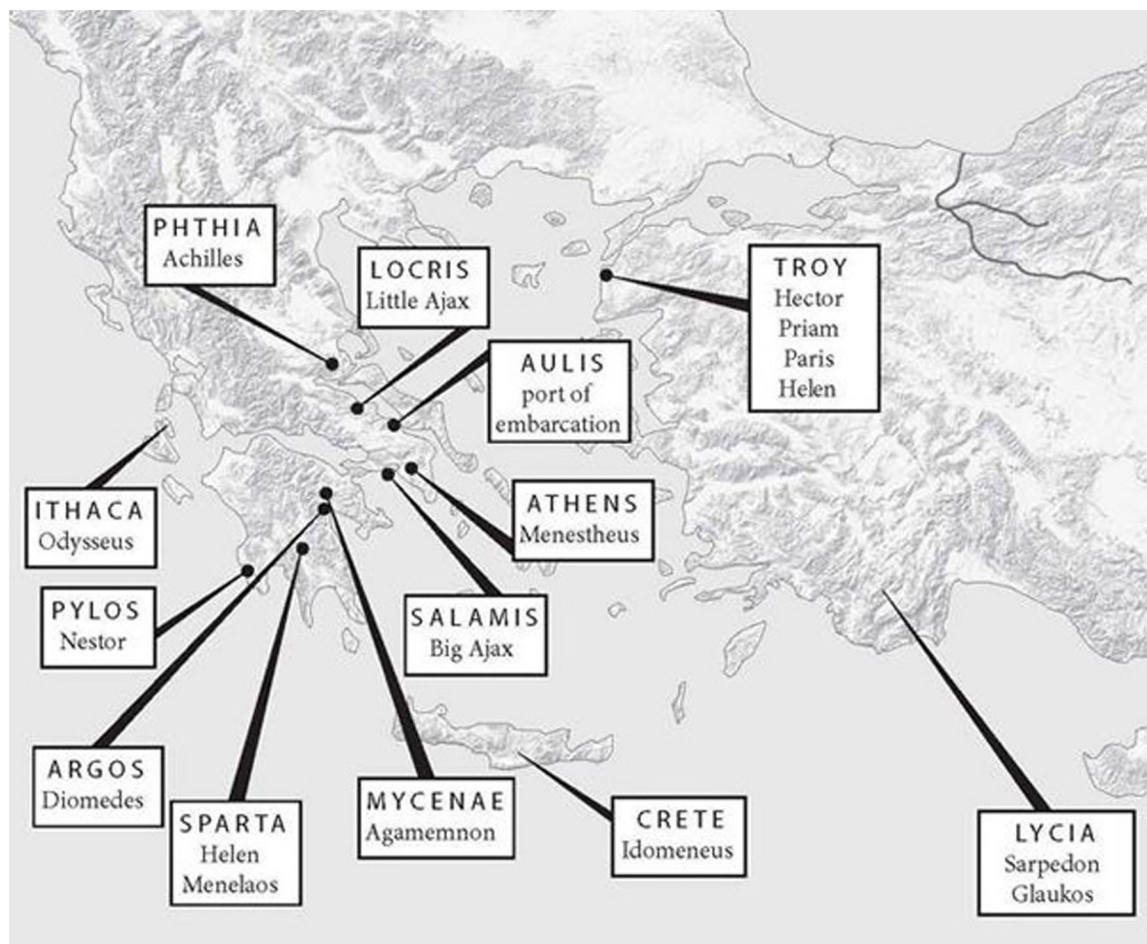 PHTHIA
Achilles
LOCRIS
Little Ajax
TROY
Hector
Priam
Paris
Helen
AULIS
port of
embarcation
ITHACA
Odysseus
ATHENS
Menestheus
PYLOS
Nestor
SALAMIS
Big Ajax
ARGOS
Diomedes
SPARTA
Helen
Menelaos
MYCENAE
Agamemnon
CRETE
Idomeneus
LYCIA
Sarpedon
Glaukos